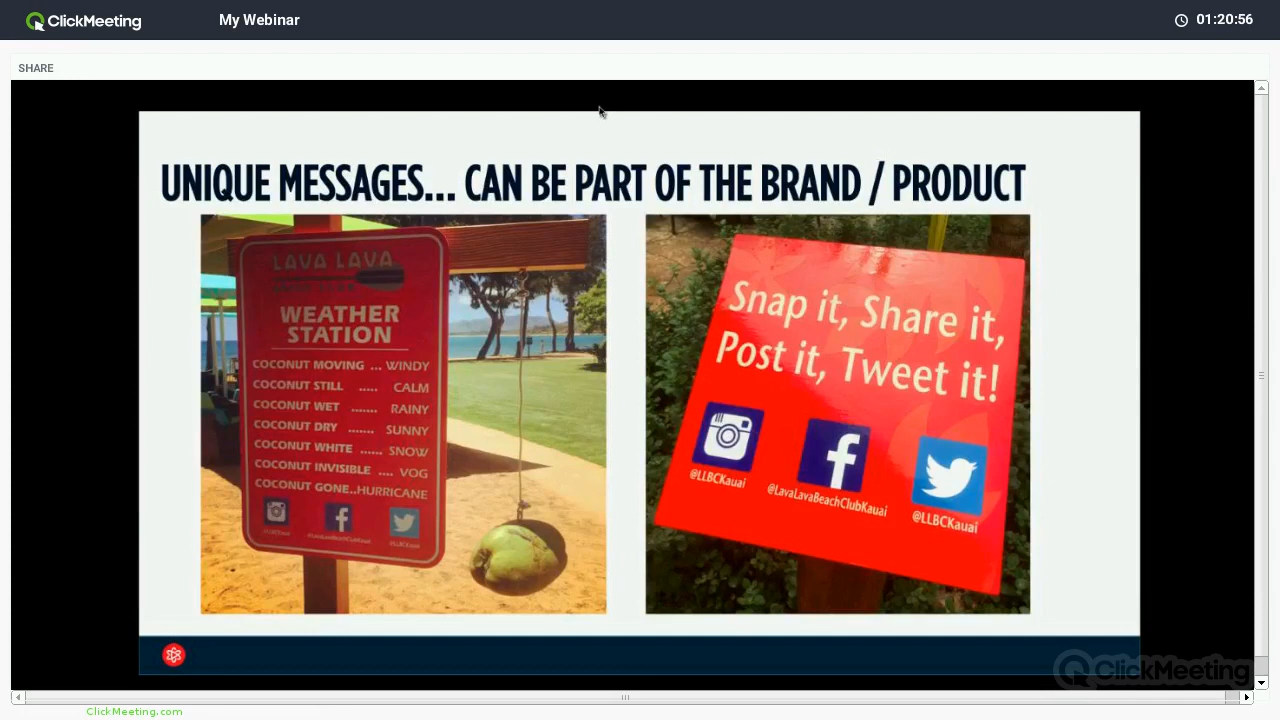 ClickMeeting My Webinar 01:20:56
SHARE
UNIQUE MESSAGES... CAN BE PART OF THE BRAND / PRODUCT
LAVA LAVA
WEATHER
STATION
COCONUT MOVING ... WINDY
COCONUT STILL ..... CALM
COCONUT WET ....... RAINY
COCONUT DRY ....... SUNNY
COCONUT WHITE ...... SNOW
COCONUT INVISIBLE .... VOG
COCONUT GONE..HURRICANE
@LavaLavaBeachClubKauai
@LLBCKauai
Snap it, Share it,
Post it, Tweet it!
@LLBCKauai
@LavaLavaBeachClubKauai
@LLBCKauai
ClickMeeting
ClickMeeting.com